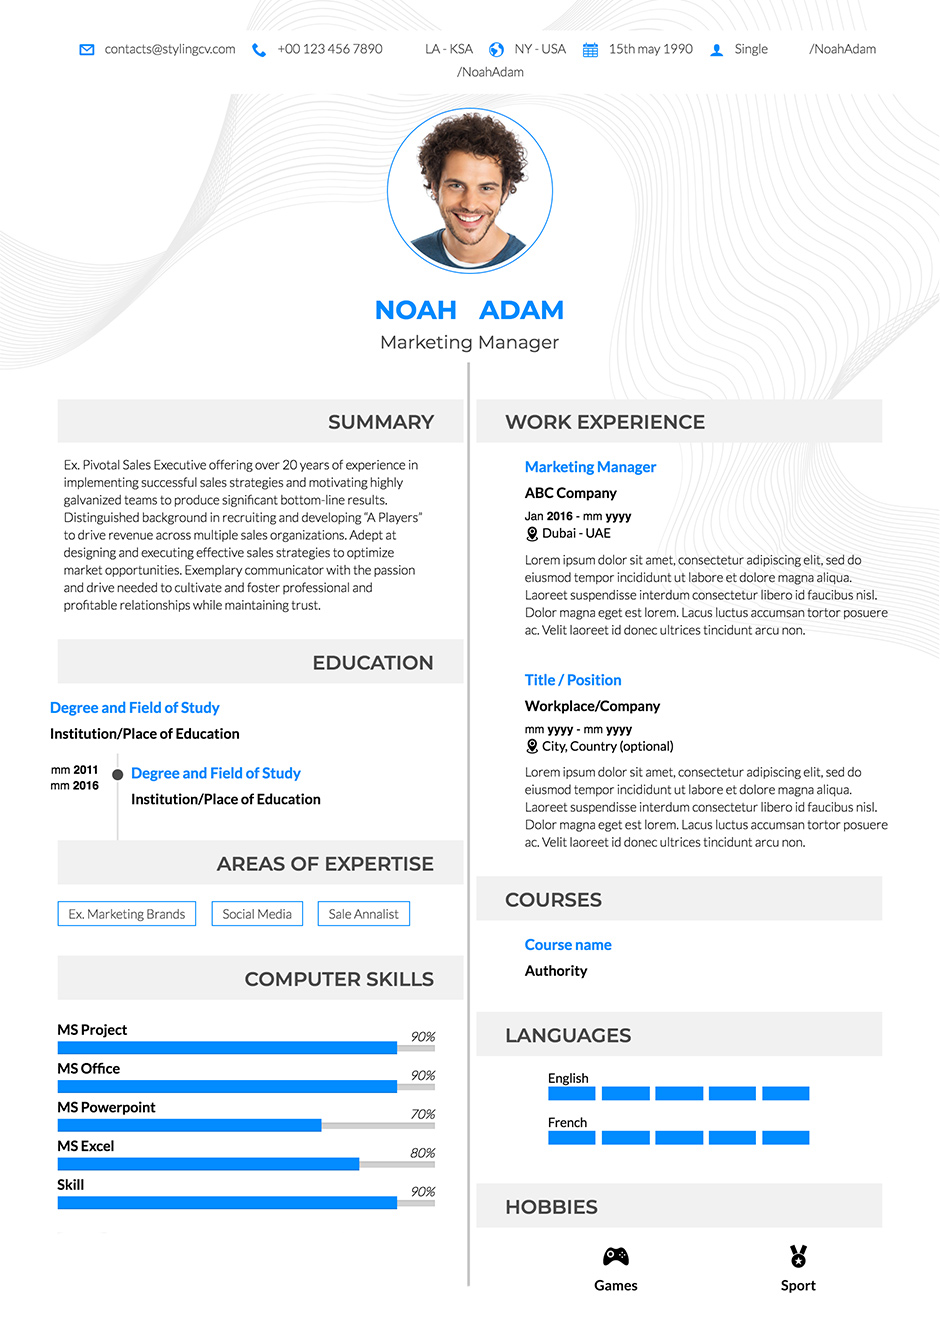 contacts@stylingcv.com +00 123 456 7890 LA - KSA NY - USA 15th may 1990 Single /NoahAdam
/NoahAdam
NOAH ADAM
Marketing Manager
SUMMARY
Ex. Pivotal Sales Executive offering over 20 years of experience in
implementing successful sales strategies and motivating highly
galvanized teams to produce significant bottom-line results.
Distinguished background in recruiting and developing “A Players”
to drive revenue across multiple sales organizations. Adept at
designing and executing effective sales strategies to optimize
market opportunities. Exemplary communicator with the passion
and drive needed to cultivate and foster professional and
profitable relationships while maintaining trust.
EDUCATION
Degree and Field of Study
Institution/Place of Education
mm 2011
mm 2016
Degree and Field of Study
Institution/Place of Education
AREAS OF EXPERTISE
Ex. Marketing Brands Social Media Sale Annalist
COMPUTER SKILLS
MS Project 90%
MS Office 90%
MS Powerpoint 70%
MS Excel 80%
Skill 90%
WORK EXPERIENCE
Marketing Manager
ABC Company
Jan 2016 - mm yyyy
Dubai - UAE
Lorem ipsum dolor sit amet, consectetur adipiscing elit, sed do
eiusmod tempor incididunt ut labore et dolore magna aliqua.
Laoreet suspendisse interdum consectetur libero id faucibus nisl.
Dolor magna eget est lorem. Lacus luctus accumsan tortor posuere
ac. Velit laoreet id donec ultrices tincidunt arcu non.
Title / Position
Workplace/Company
mm yyyy - mm yyyy
City, Country (optional)
Lorem ipsum dolor sit amet, consectetur adipiscing elit, sed do
eiusmod tempor incididunt ut labore et dolore magna aliqua.
Laoreet suspendisse interdum consectetur libero id faucibus nisl.
Dolor magna eget est lorem. Lacus luctus accumsan tortor posuere
ac. Velit laoreet id donec ultrices tincidunt arcu non.
COURSES
Course name
Authority
LANGUAGES
English
French
HOBBIES
Games Sport